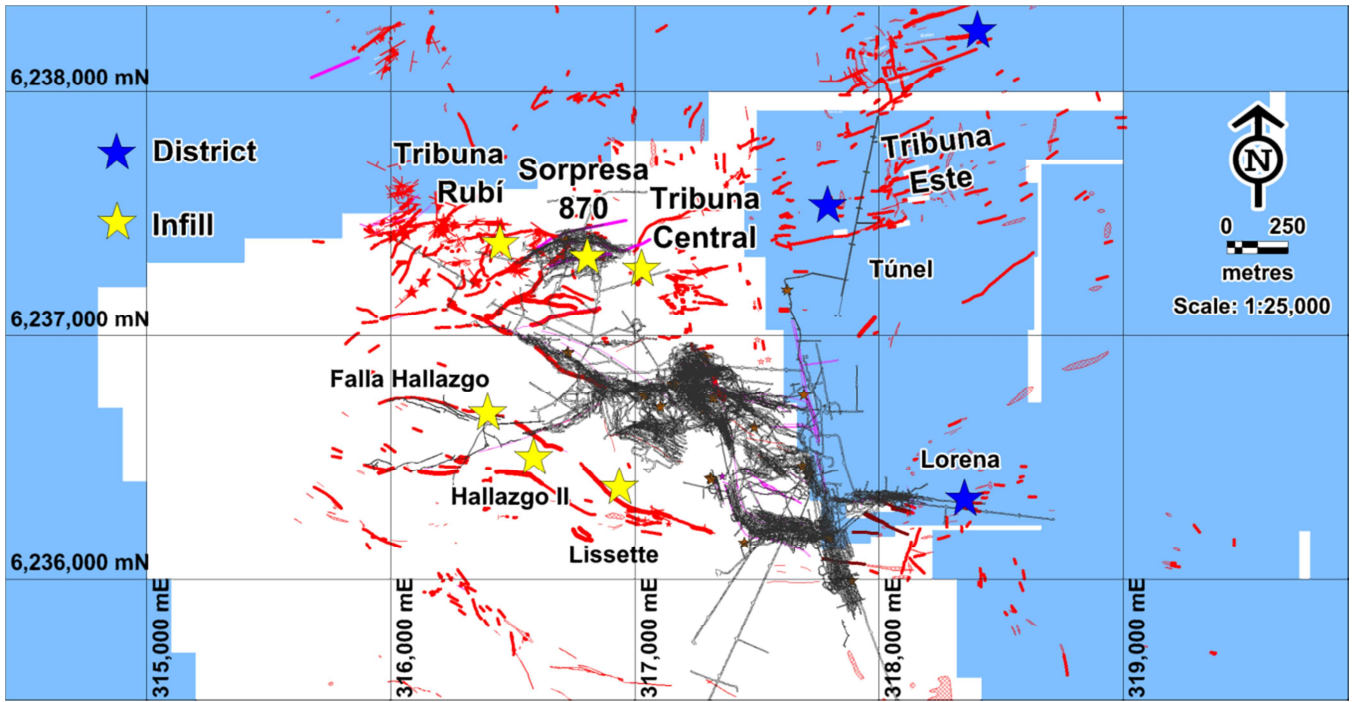 6,238,000 mN
District
Infill
Tribuna
Rubí
Sorpresa
870
Tribuna
Central
Tribuna
Este
Túnel
N
0 250
metres
Scale: 1:25,000
6,237,000 mN
Falla Hallazgo
Hallazgo II
Lissette
Lorena
6,236,000 mN
315,000 mE
316,000 mE
317,000 mE
318,000 mE
319,000 mE